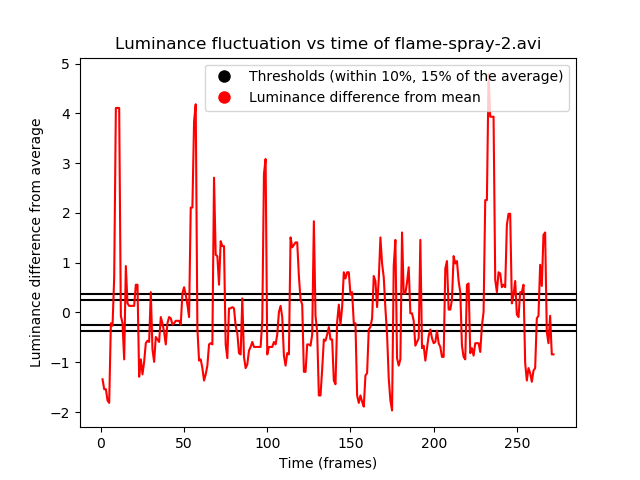 Luminance fluctuation vs time of flame-spray-2.avi
Thresholds (within 10%, 15% of the average)
Luminance difference from mean
Luminance difference from average
5
4
3
2
1
0
−1
−2
0
50
100
150
200
250
Time (frames)